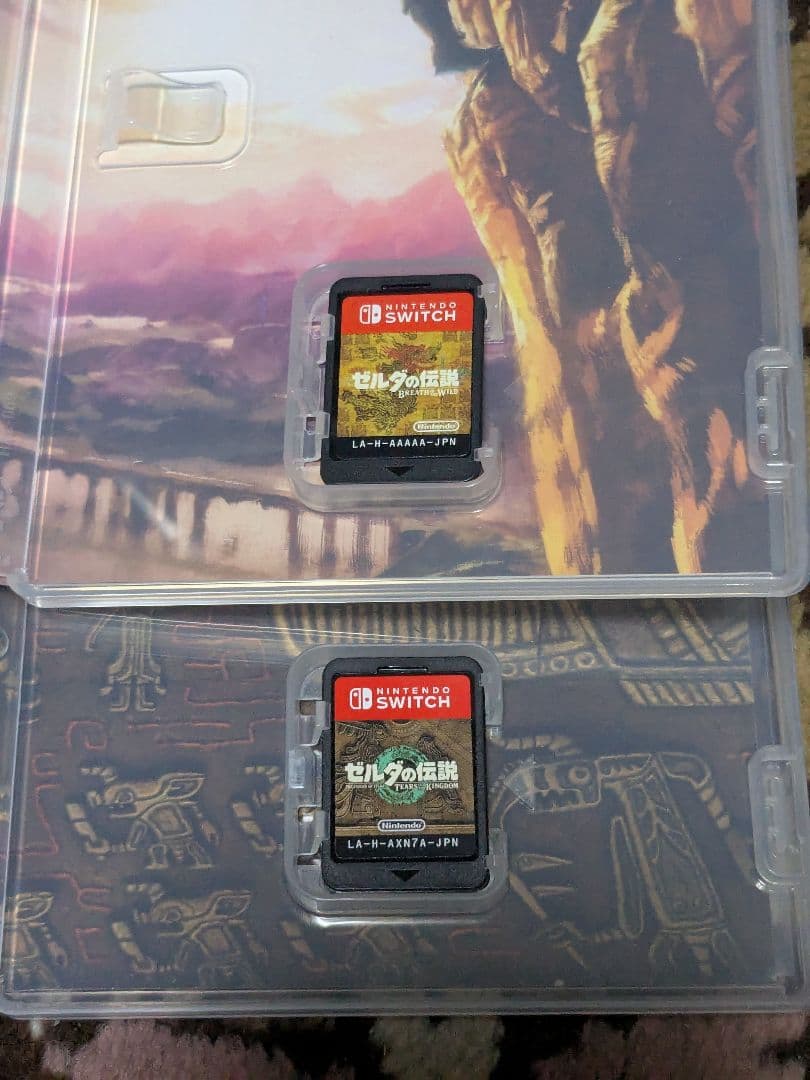 NINTENDO
SWITCH
ゼルダの伝説
BREATH OF THE WILD
Nintendo
LA-H-AAAAA-JPN
NINTENDO
SWITCH
ゼルダの伝説
TEARS OF THE KINGDOM
Nintendo
LA-H-AXN7A-JPN